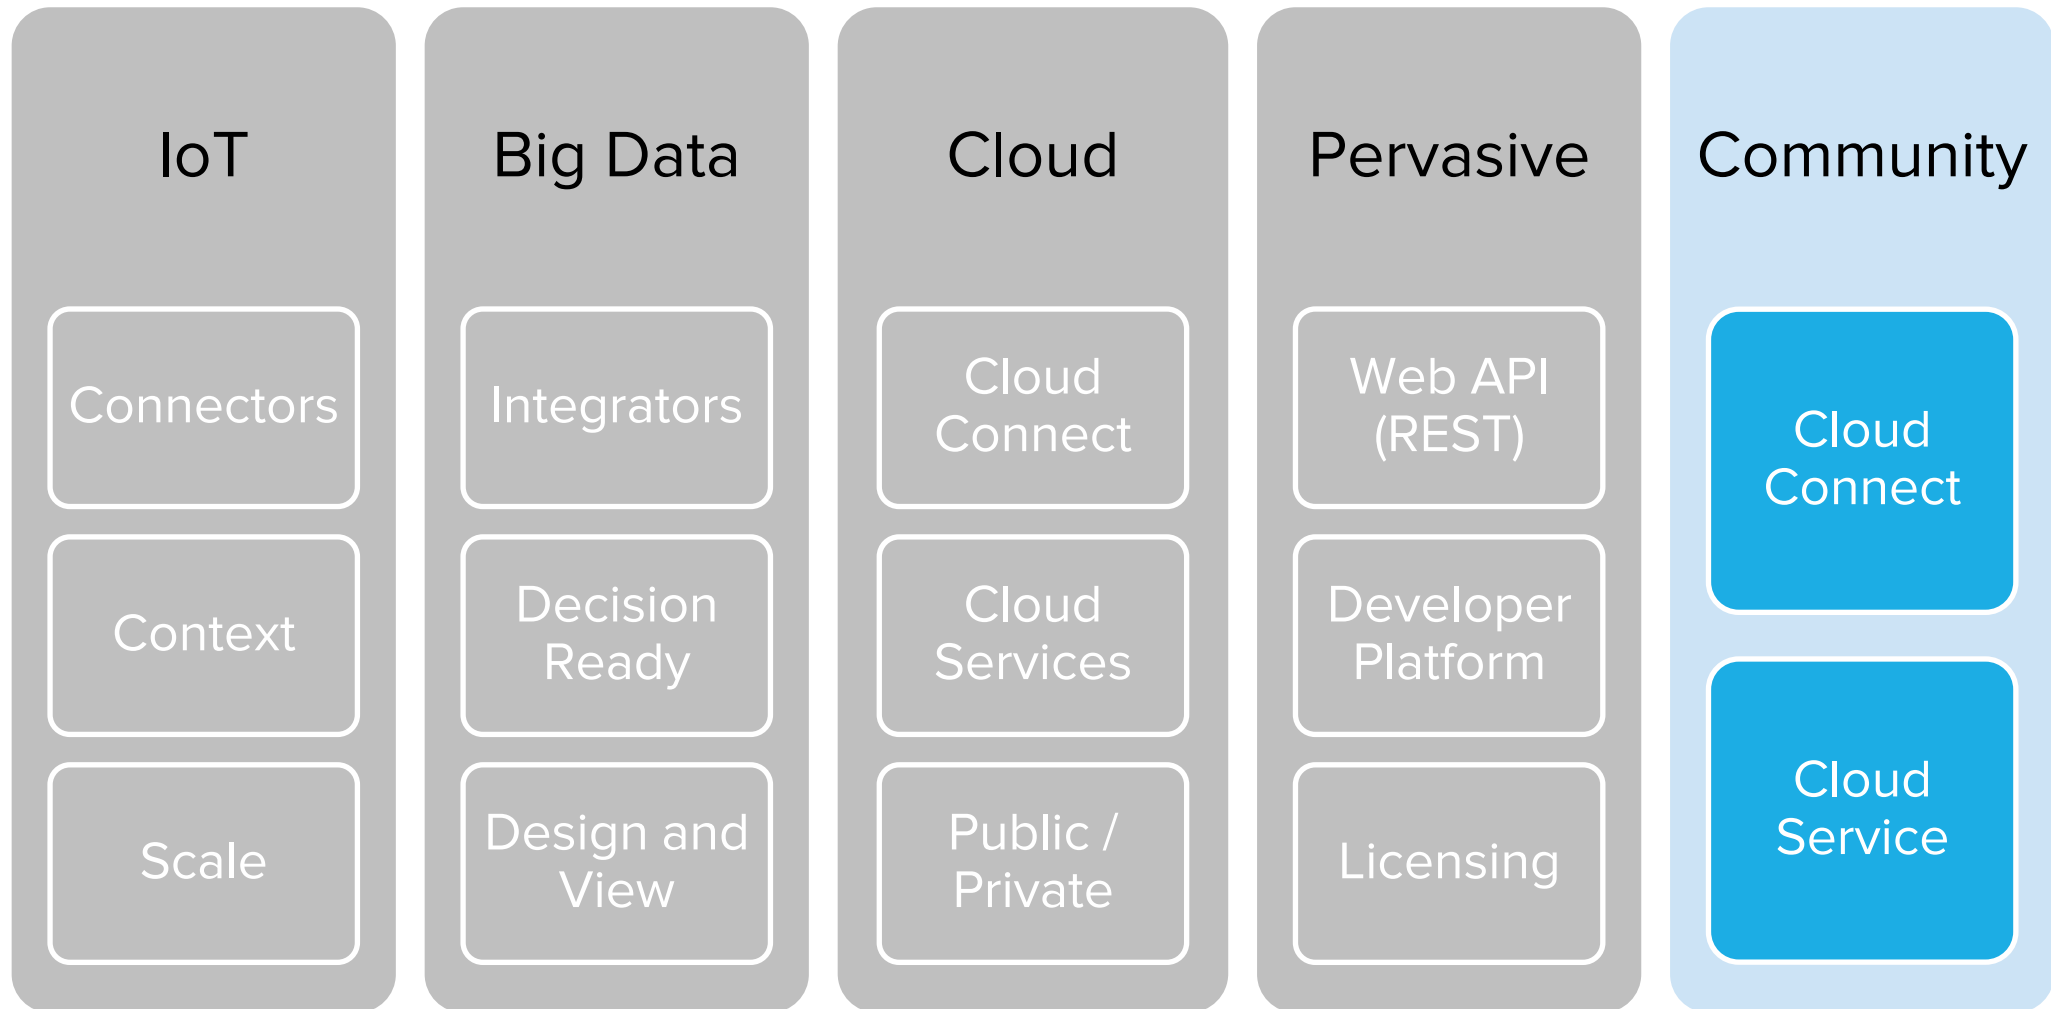 IoT
Connectors
Context
Scale
Big Data
Integrators
Decision
Ready
Design and
View
Cloud
Cloud
Connect
Cloud
Services
Public /
Private
Pervasive
Web API
(REST)
Developer
Platform
Licensing
Community
Cloud
Connect
Cloud
Service